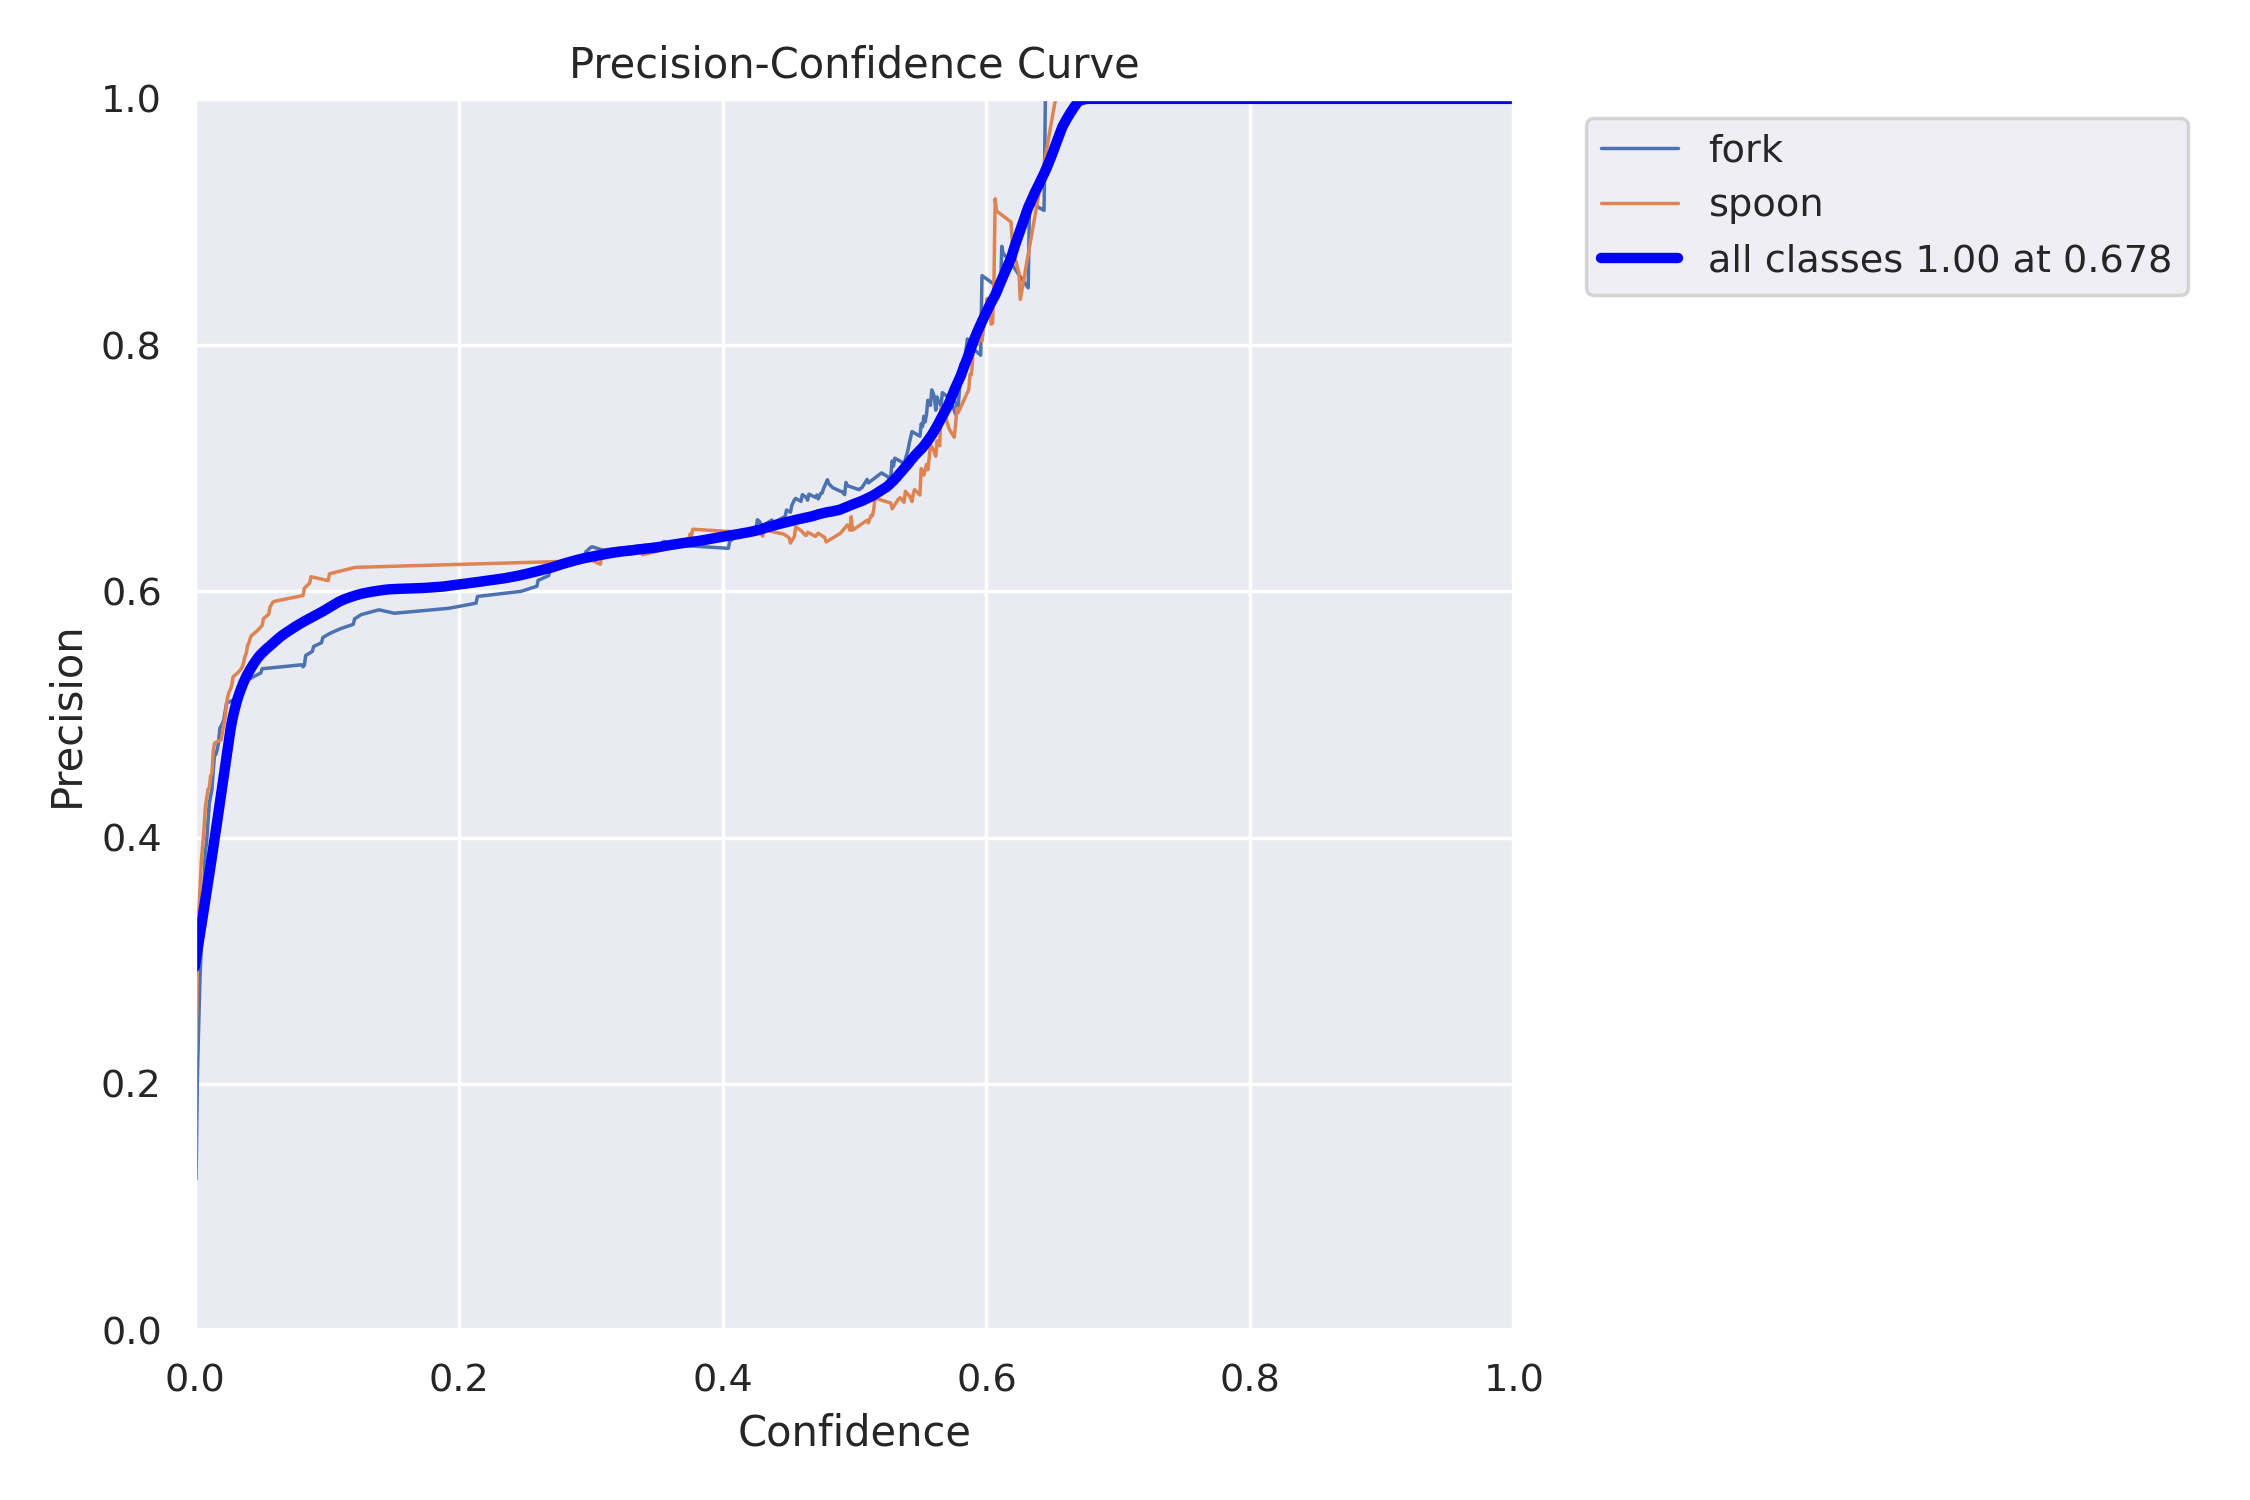 Precision-Confidence Curve
1.0
0.8
0.6
0.4
0.2
0.0
Precision
0.0 0.2 0.4 0.6 0.8 1.0
Confidence
fork
spoon
all classes 1.00 at 0.678